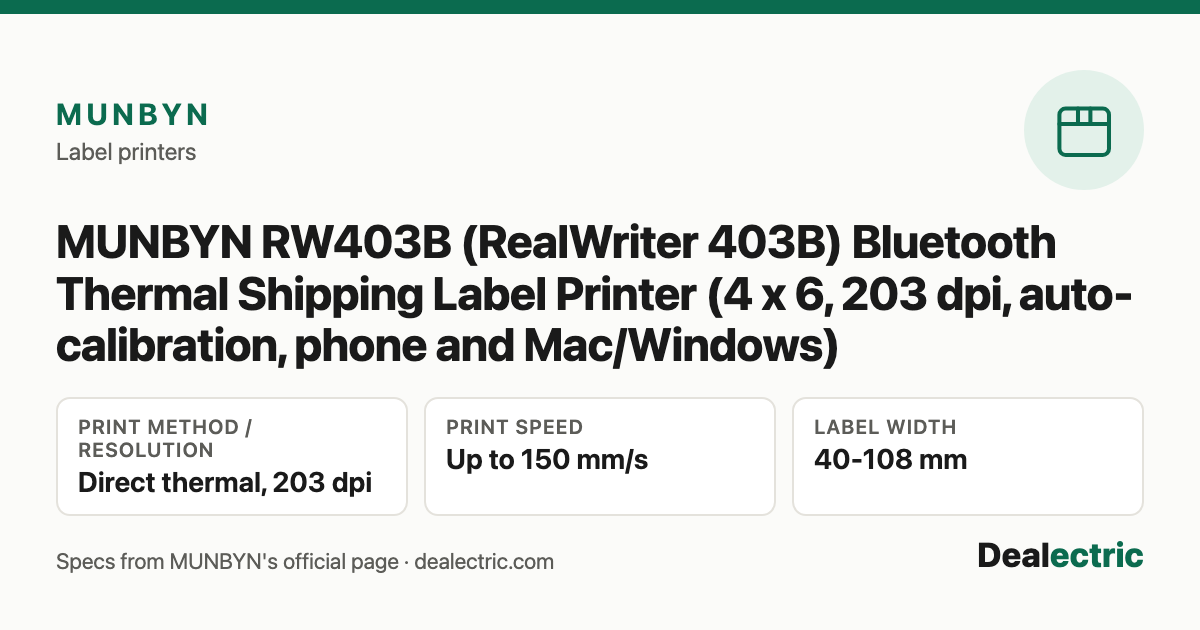 MUNBYN
Label printers
MUNBYN RW403B (RealWriter 403B) Bluetooth
Thermal Shipping Label Printer (4 x 6, 203 dpi, auto-
calibration, phone and Mac/Windows)
PRINT METHOD /
RESOLUTION
Direct thermal, 203 dpi
PRINT SPEED
Up to 150 mm/s
LABEL WIDTH
40-108 mm
Specs from MUNBYN's official page · dealectric.com
Dealectric